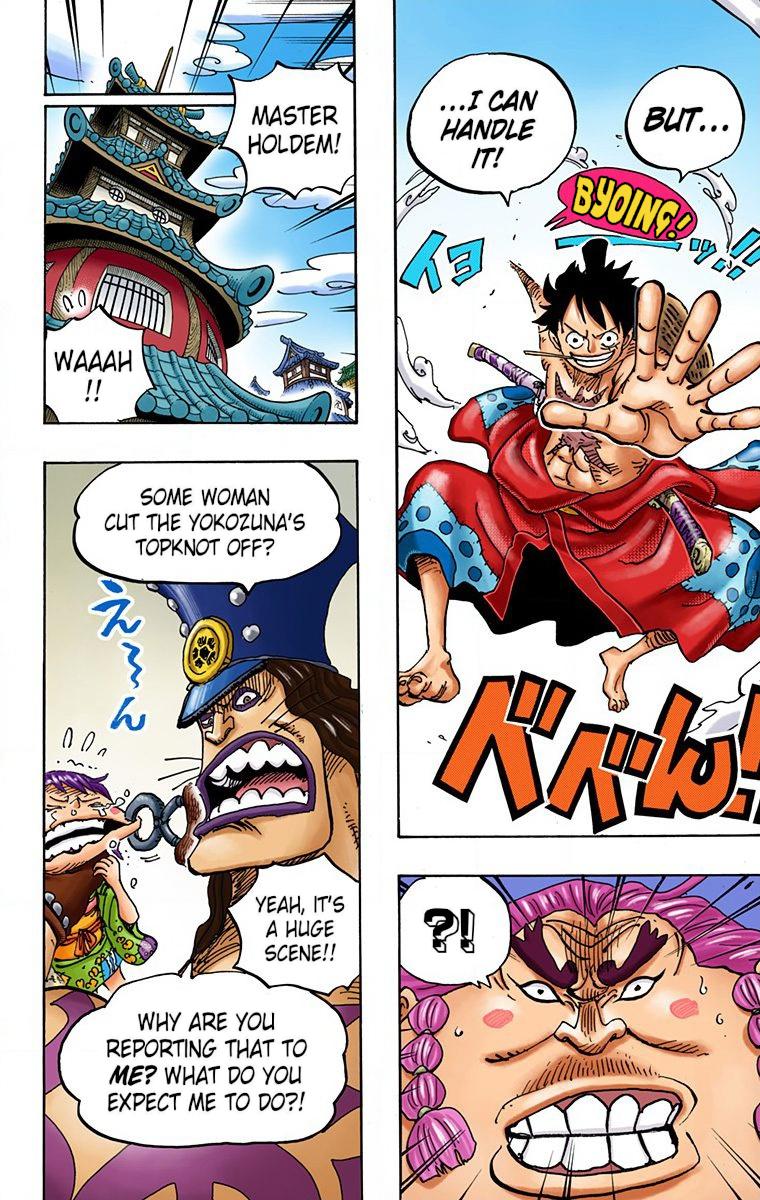 BUT...
...I CAN
HANDLE
IT!
BYOING!
イヨ
ッ!!
べべん!!
?!
MASTER
HOLDEM!
WAAAH
!!
SOME WOMAN
CUT THE YOKOZUNA'S
TOPKNOT OFF?
え～～ん
YEAH, IT'S
A HUGE
SCENE!!
WHY ARE YOU
REPORTING THAT TO
ME? WHAT DO YOU
EXPECT ME TO DO?!